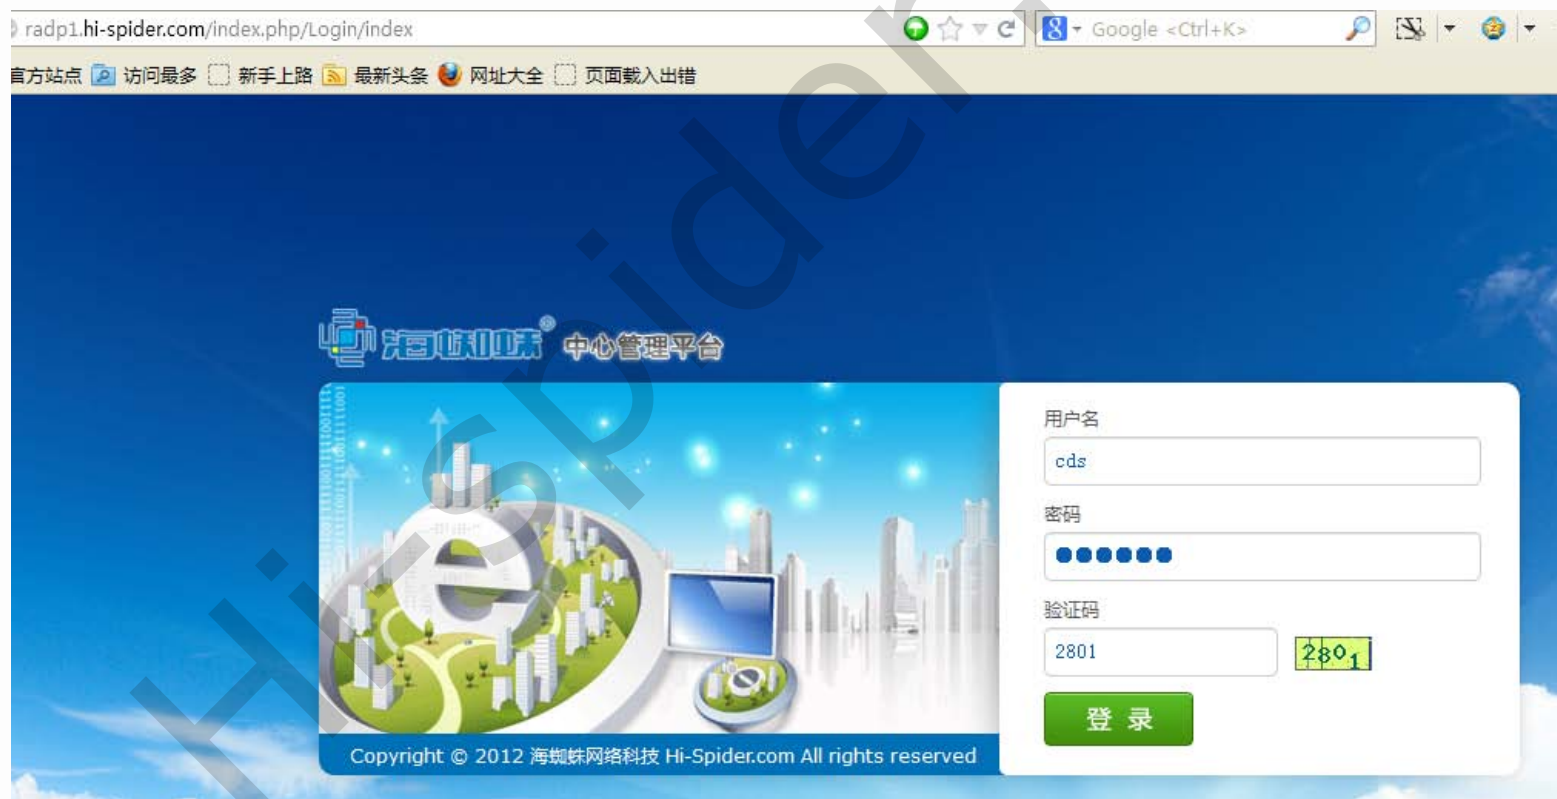 radp1.hi-spider.com/index.php/Login/index
Google <Ctrl+K>
官方站点 访问最多 新手上路 最新头条 网址大全 页面载入出错
海蜘蛛® 中心管理平台
用户名
cds
密码
●●●●●●
验证码
2801
2801
登 录
Copyright © 2012 海蜘蛛网络科技 Hi-Spider.com All rights reserved
Hi-spider